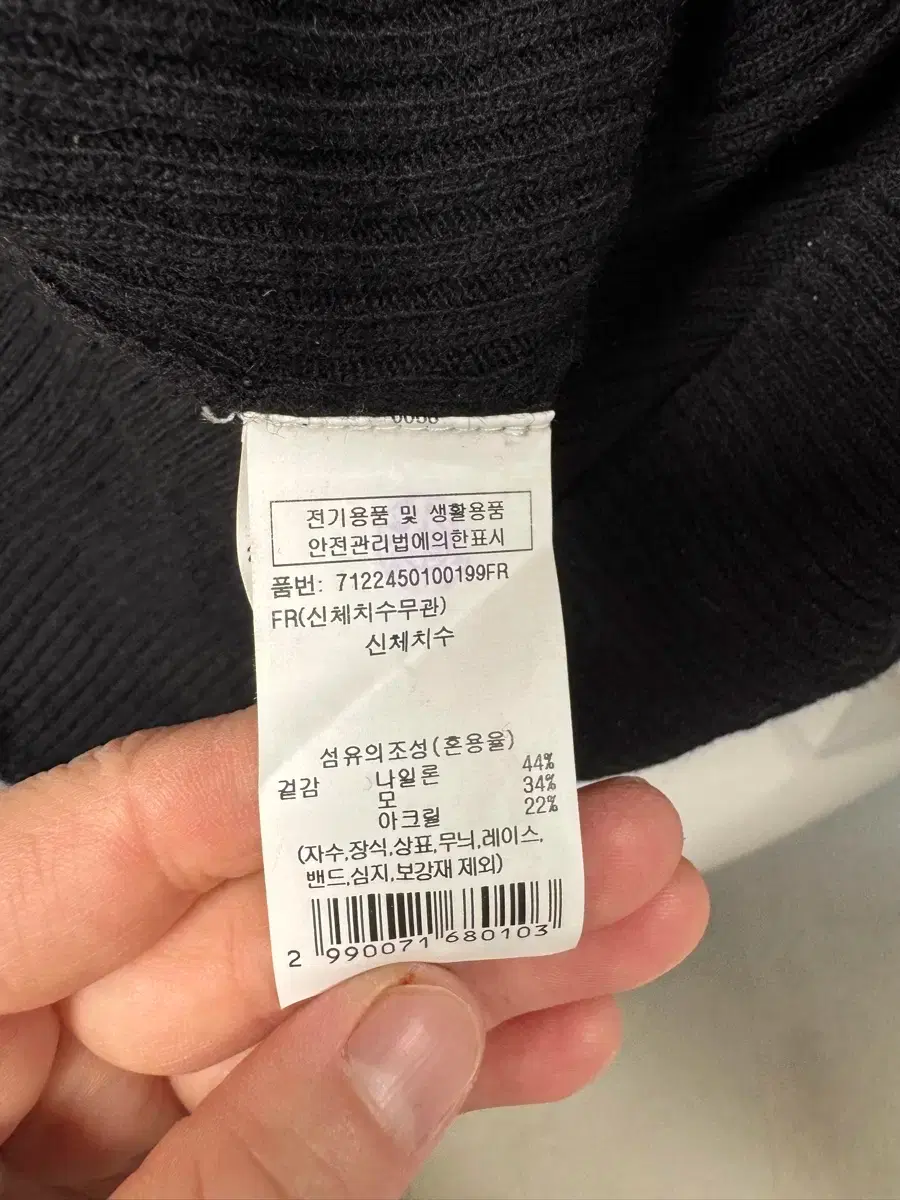 전기용품 및 생활용품
안전관리법에의한표시
품번: 7122450100199FR
FR(신체치수무관)
신체치수
섬유의조성(혼용율)
겉감 나일론 44%
모 34%
아크릴 22%
(자수,장식,상표,무늬,레이스,
밴드,심지,보강재 제외)
2 990071 680103